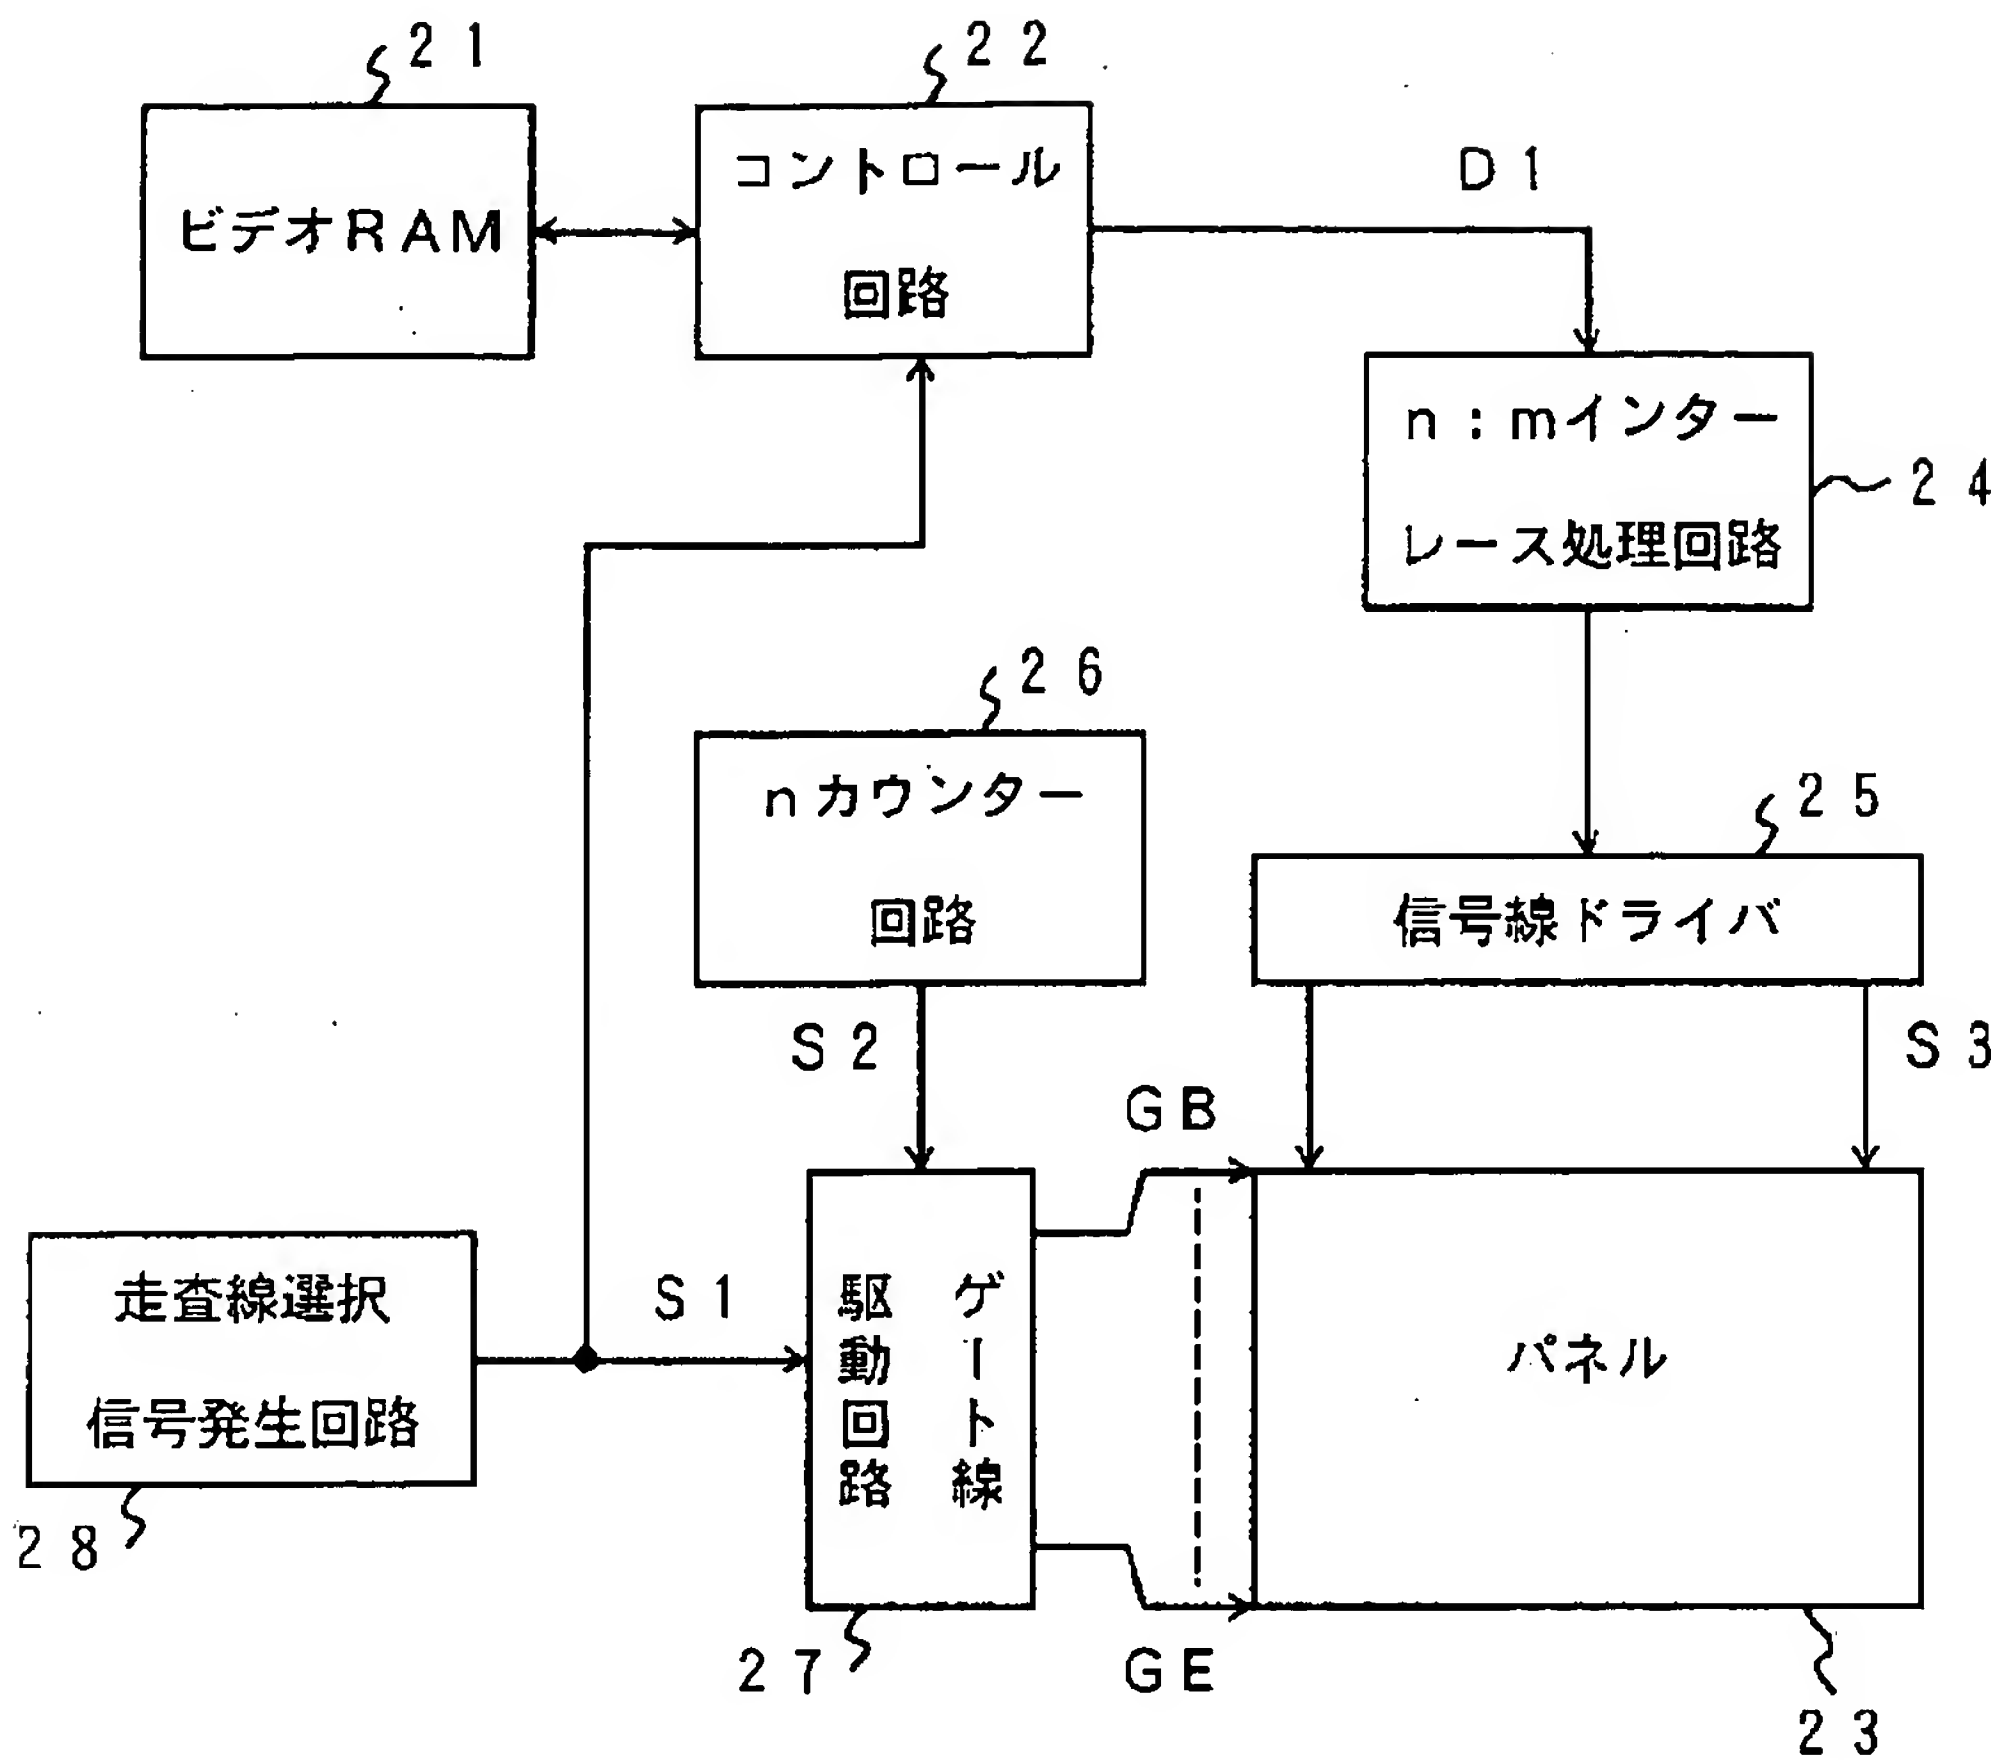 21
22
ビデオRAM
コントロール
回路
D1
n:mインター
レース処理回路
24
26
nカウンター
回路
25
信号線ドライバ
S2
S3
GB
走査線選択
信号発生回路
28
S1
ゲート線
駆動回路
27
パネル
GE
23